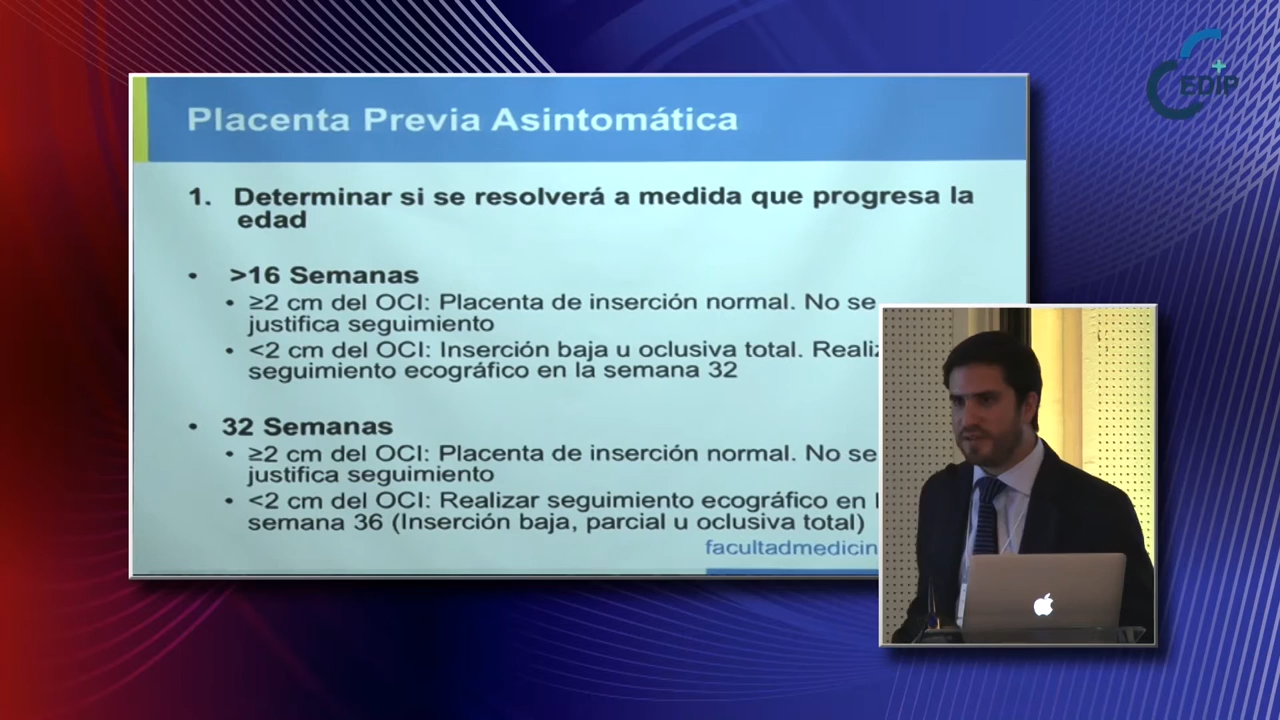 Placenta Previa Asintomática
EDIP
1. Determinar si se resolverá a medida que progresa la
edad
• >16 Semanas
• ≥2 cm del OCI: Placenta de inserción normal. No se
justifica seguimiento
• <2 cm del OCI: Inserción baja u oclusiva total.
seguimiento ecográfico en la semana 32
• 32 Semanas
• ≥2 cm del OCI: Placenta de inserción normal. No se
justifica seguimiento
• <2 cm del OCI: Realizar seguimiento ecográfico en
semana 36 (Inserción baja, parcial u oclusiva total)